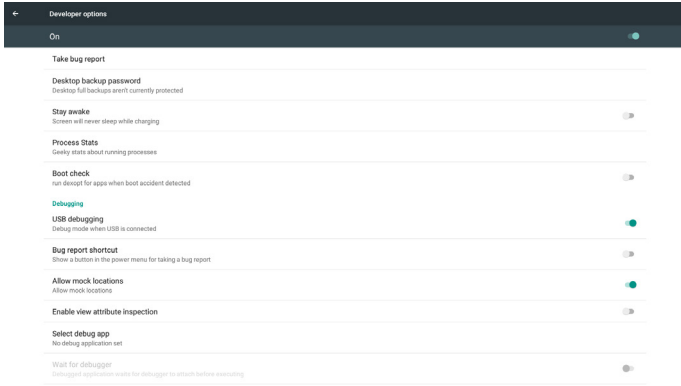 Developer options
On
Take bug report
Desktop backup password
Desktop full backups aren't currently protected
Stay awake
Screen will never sleep while charging
Process Stats
Geeky stats about running processes
Boot check
run dexopt for apps when boot accident detected
Debugging
USB debugging
Debug mode when USB is connected
Bug report shortcut
Show a button in the power menu for taking a bug report
Allow mock locations
Allow mock locations
Enable view attribute inspection
Select debug app
No debug application set
Wait for debugger
Debugged application waits for debugger to attach before executing